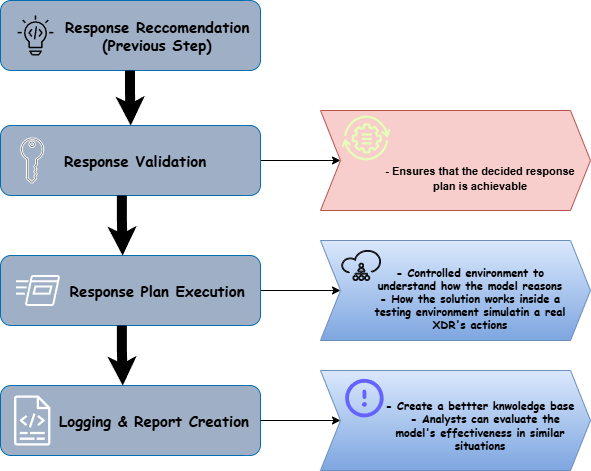 Response Reccomendation
(Previous Step)
Response Validation
- Ensures that the decided response
plan is achievable
Response Plan Execution
- Controlled environment to
understand how the model reasons
- How the solution works inside a
testing environment simulatin a real
XDR's actions
Logging & Report Creation
- Create a bettter knwoledge base
- Analysts can evaluate the
model's effectiveness in similar
situations